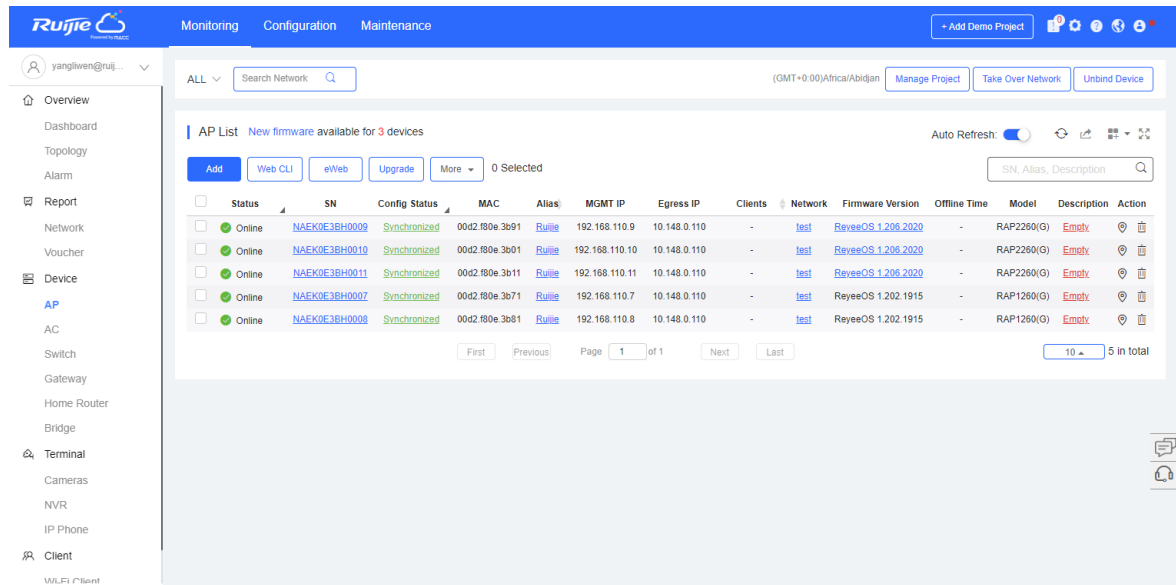 Ruijie
Powered by MACC
Monitoring Configuration Maintenance
+ Add Demo Project
0
yangliwen@ruij...
ALL Search Network
(GMT+0:00)Africa/Abidjan Manage Project Take Over Network Unbind Device
Overview
Dashboard
Topology
Alarm
Report
Network
Voucher
Device
AP
AC
Switch
Gateway
Home Router
Bridge
Terminal
Cameras
NVR
IP Phone
Client
Wi-Fi Client
AP List New firmware available for 3 devices
Auto Refresh:
Add Web CLI eWeb Upgrade More 0 Selected
SN, Alias, Description
Status SN Config Status MAC Alias MGMT IP Egress IP Clients Network Firmware Version Offline Time Model Description Action
Online NAEK0E3BH0009 Synchronized 00d2.f80e.3b91 Ruijie 192.168.110.9 10.148.0.110 - test ReyeeOS 1.206.2020 - RAP2260(G) Empty
Online NAEK0E3BH0010 Synchronized 00d2.f80e.3b01 Ruijie 192.168.110.10 10.148.0.110 - test ReyeeOS 1.206.2020 - RAP2260(G) Empty
Online NAEK0E3BH0011 Synchronized 00d2.f80e.3b11 Ruijie 192.168.110.11 10.148.0.110 - test ReyeeOS 1.206.2020 - RAP2260(G) Empty
Online NAEK0E3BH0007 Synchronized 00d2.f80e.3b71 Ruijie 192.168.110.7 10.148.0.110 - test ReyeeOS 1.202.1915 - RAP1260(G) Empty
Online NAEK0E3BH0008 Synchronized 00d2.f80e.3b81 Ruijie 192.168.110.8 10.148.0.110 - test ReyeeOS 1.202.1915 - RAP1260(G) Empty
First Previous Page 1 of 1 Next Last
10 5 in total